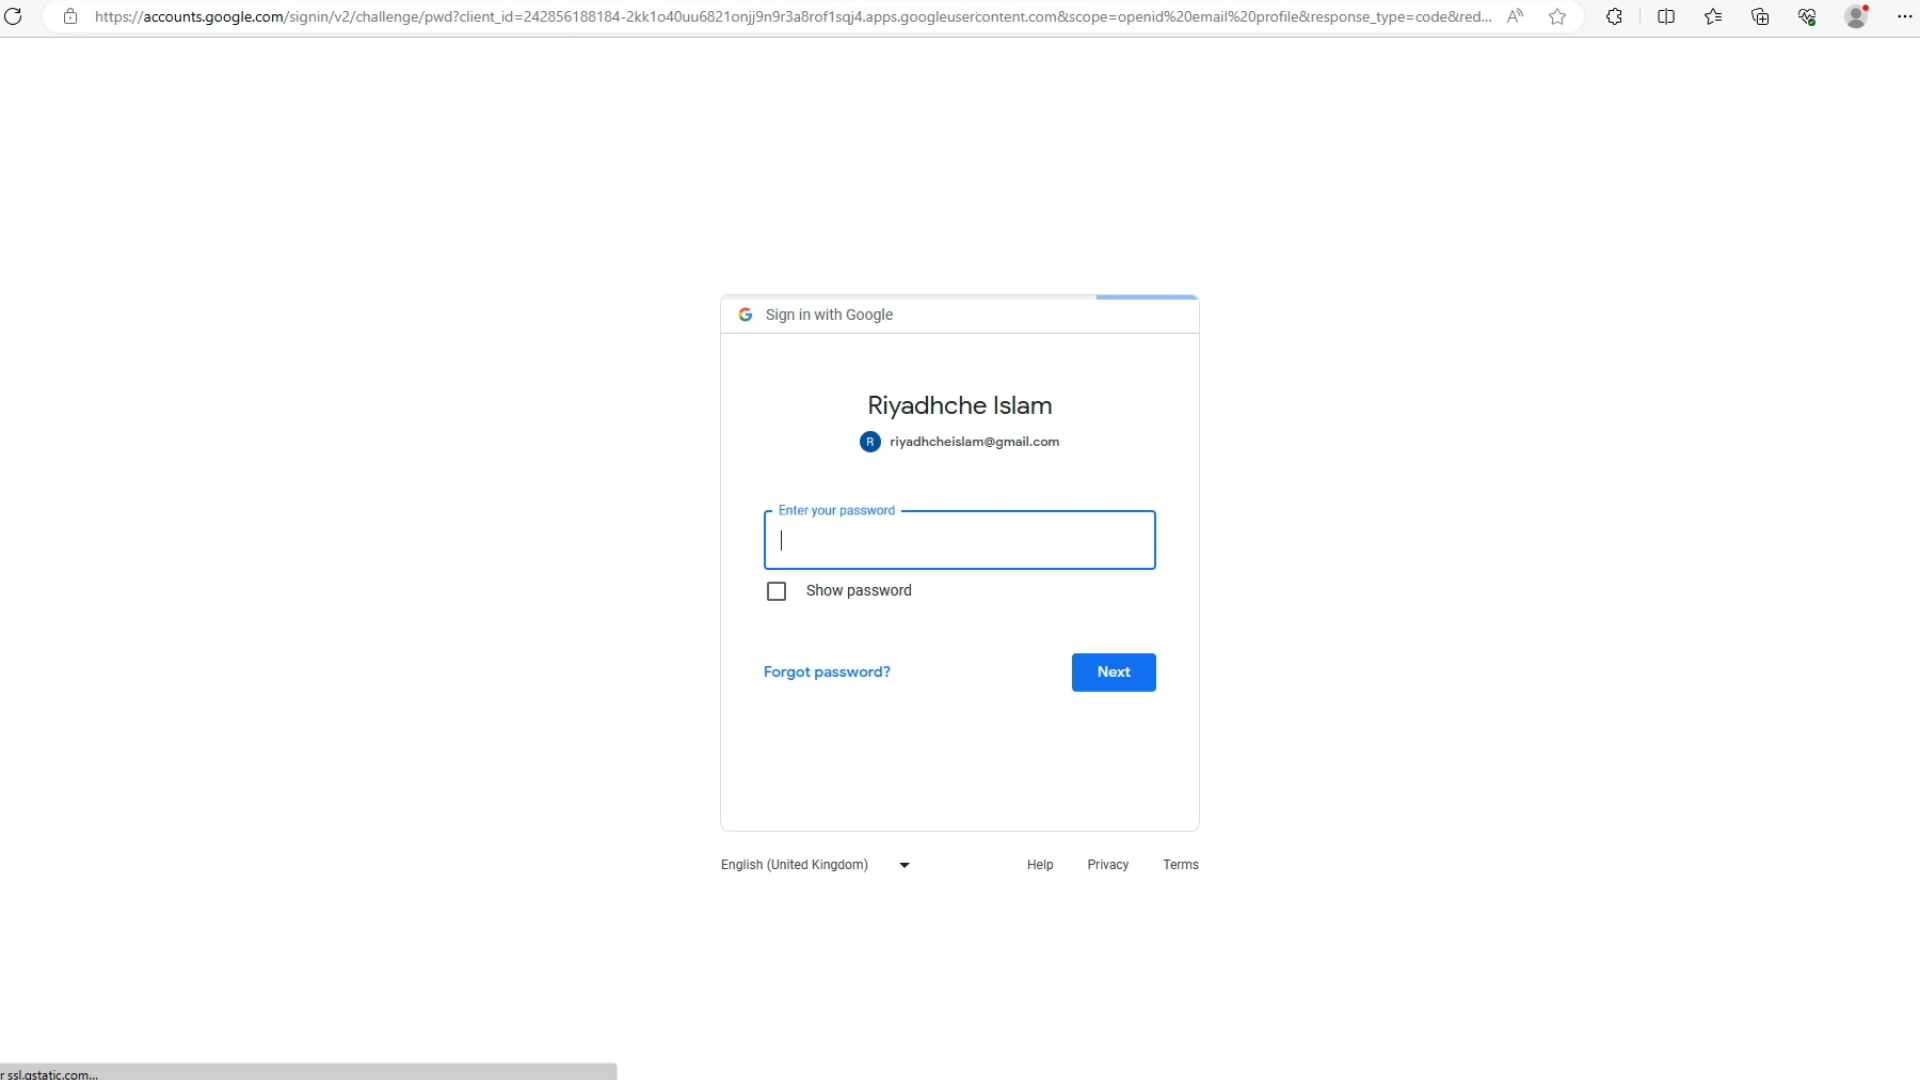 https://accounts.google.com/signin/v2/challenge/pwd?client_id=242856188184-2kk1o40uu6821onjj9n9r3a8rof1sqj4.apps.googleusercontent.com&scope=openid%20email%20profile&response_type=code&red...
Sign in with Google
Riyadhche Islam
R riyadhcheislam@gmail.com
Enter your password
Show password
Forgot password?
Next
English (United Kingdom)
Help Privacy Terms
r ssl.gstatic.com...